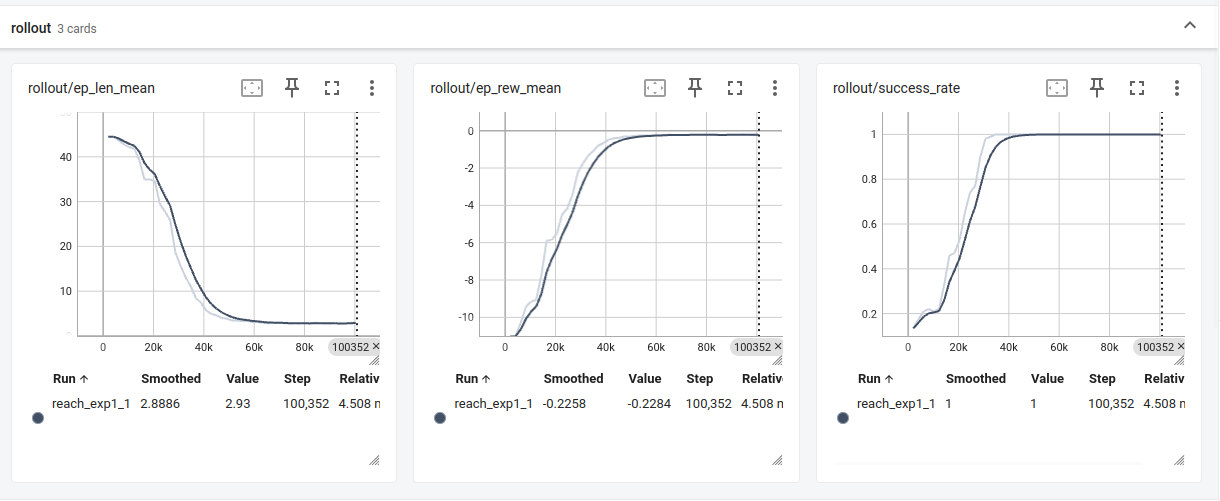 rollout 3 cards
rollout/ep_len_mean
40
30
20
10
0 20k 40k 60k 80k 100352 ×
Run ↑ Smoothed Value Step Relativ
reach_exp1_1 2.8886 2.93 100,352 4.508 n
rollout/ep_rew_mean
0
-2
-4
-6
-8
-10
0 20k 40k 60k 80k 100352 ×
Run ↑ Smoothed Value Step Relativ
reach_exp1_1 -0.2258 -0.2284 100,352 4.508 n
rollout/success_rate
1
0.8
0.6
0.4
0.2
0 20k 40k 60k 80k 100352 ×
Run ↑ Smoothed Value Step Relativ
reach_exp1_1 1 1 100,352 4.508 n